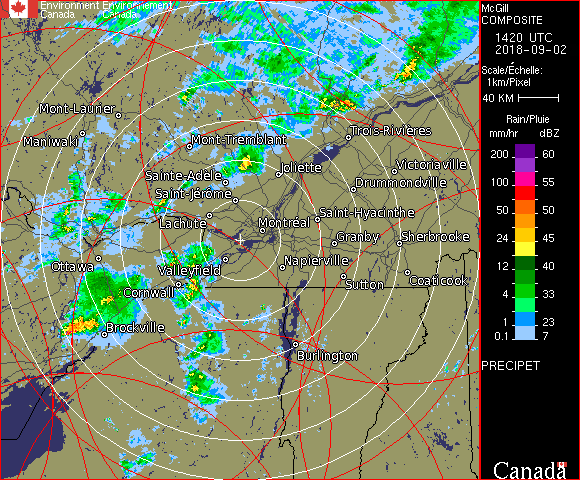 Environment Environnement
Canada Canada
McGill
COMPOSITE
1420 UTC
2018-09-02
Scale/Échelle:
1km/Pixel
40 KM
Rain/Pluie
mm/hr dBZ
200 60
150 57
100 55
50 50
24 45
12 40
4 33
1 23
0.1 7
PRECIPET
Canada
Mont-Laurier
Maniwaki
Mont-Tremblant
Trois-Rivières
Joliette
Victoriaville
Sainte-Adèle
Drummondville
Saint-Jérôme
Lachute
Saint-Hyacinthe
Montréal
Granby
Sherbrooke
Ottawa
Valleyfield
Napierville
Cornwall
Sutton
Coaticook
Brockville
Burlington